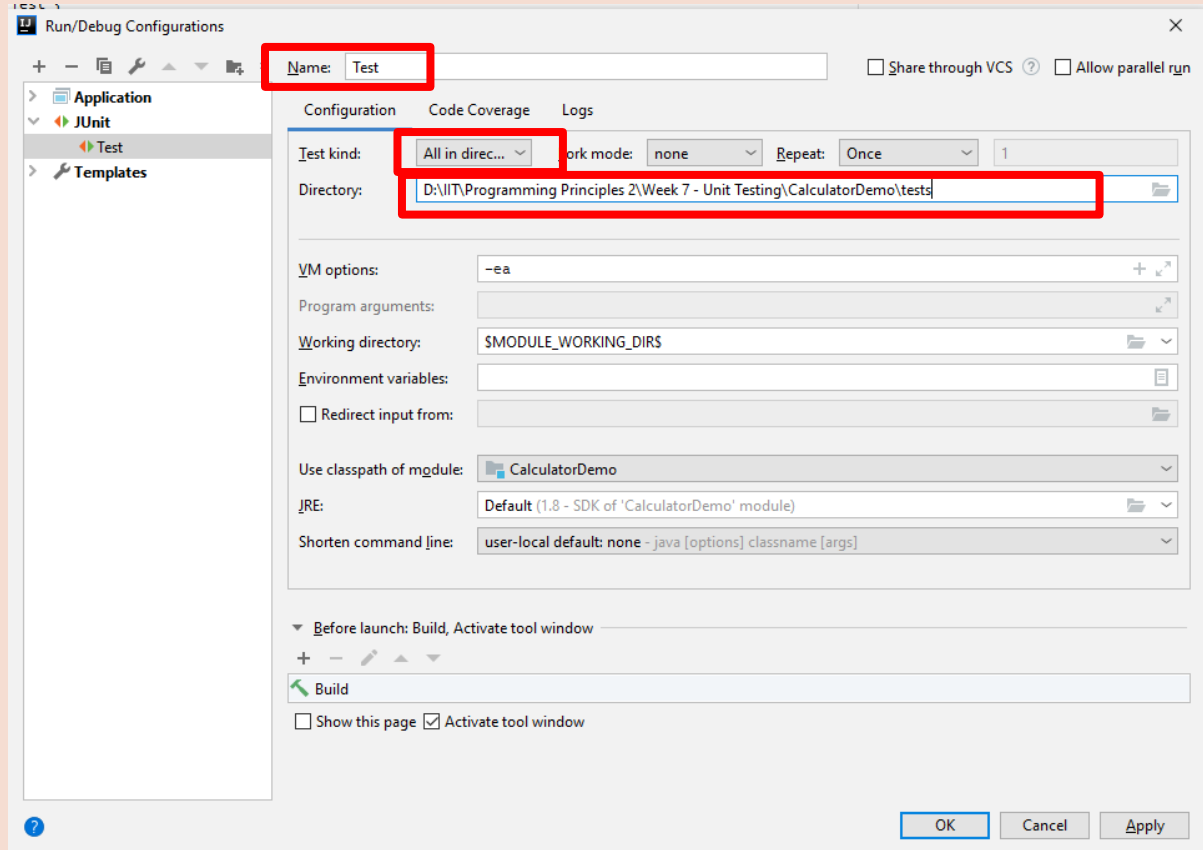 Run/Debug Configurations
Name: Test
Share through VCS ? Allow parallel run
Application
JUnit
Test
Templates
Configuration Code Coverage Logs
Test kind: All in direc... ork mode: none Repeat: Once 1
Directory: D:\IIT\Programming Principles 2\Week 7 - Unit Testing\CalculatorDemo\tests
VM options: -ea
Program arguments:
Working directory: $MODULE_WORKING_DIR$
Environment variables:
Redirect input from:
Use classpath of module: CalculatorDemo
JRE: Default (1.8 - SDK of 'CalculatorDemo' module)
Shorten command line: user-local default: none - java [options] classname [args]
Before launch: Build, Activate tool window
Build
Show this page Activate tool window
? OK Cancel Apply